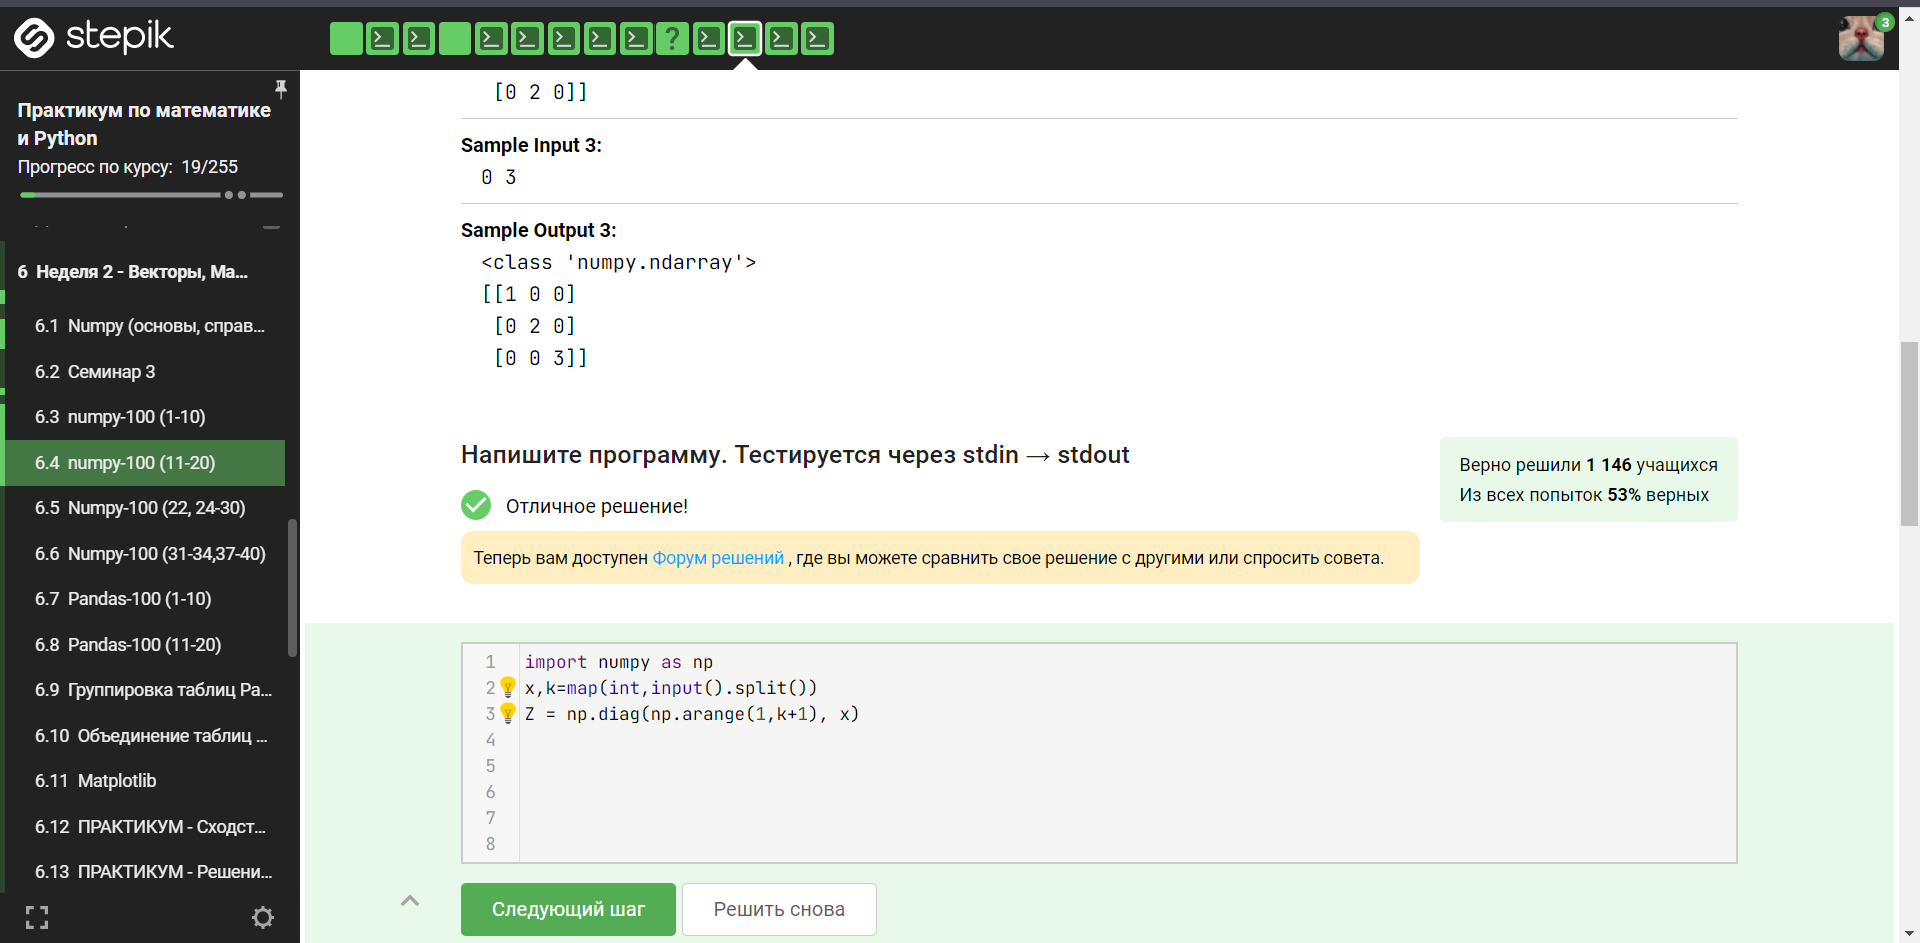 stepik
?
3
Практикум по математике
и Python
Прогресс по курсу: 19/255
6 Неделя 2 - Векторы, Ма...
6.1 Numpy (основы, справ...
6.2 Семинар 3
6.3 numpy-100 (1-10)
6.4 numpy-100 (11-20)
6.5 Numpy-100 (22, 24-30)
6.6 Numpy-100 (31-34,37-40)
6.7 Pandas-100 (1-10)
6.8 Pandas-100 (11-20)
6.9 Группировка таблиц Pa...
6.10 Объединение таблиц ...
6.11 Matplotlib
6.12 ПРАКТИКУМ - Сходст...
6.13 ПРАКТИКУМ - Решени...
[0 2 0]]
Sample Input 3:
0 3
Sample Output 3:
<class 'numpy.ndarray'>
[[1 0 0]
[0 2 0]
[0 0 3]]
Напишите программу. Тестируется через stdin → stdout
Верно решили 1 146 учащихся
Из всех попыток 53% верных
Отличное решение!
Теперь вам доступен Форум решений , где вы можете сравнить свое решение с другими или спросить совета.
1 import numpy as np
2 x,k=map(int,input().split())
3 Z = np.diag(np.arange(1,k+1), x)
4
5
6
7
8
Следующий шаг
Решить снова